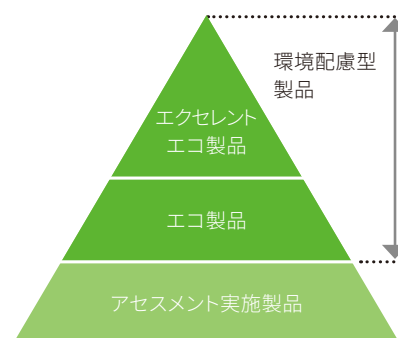 環境配慮型
製品
エクセレント
エコ製品
エコ製品
アセスメント実施製品